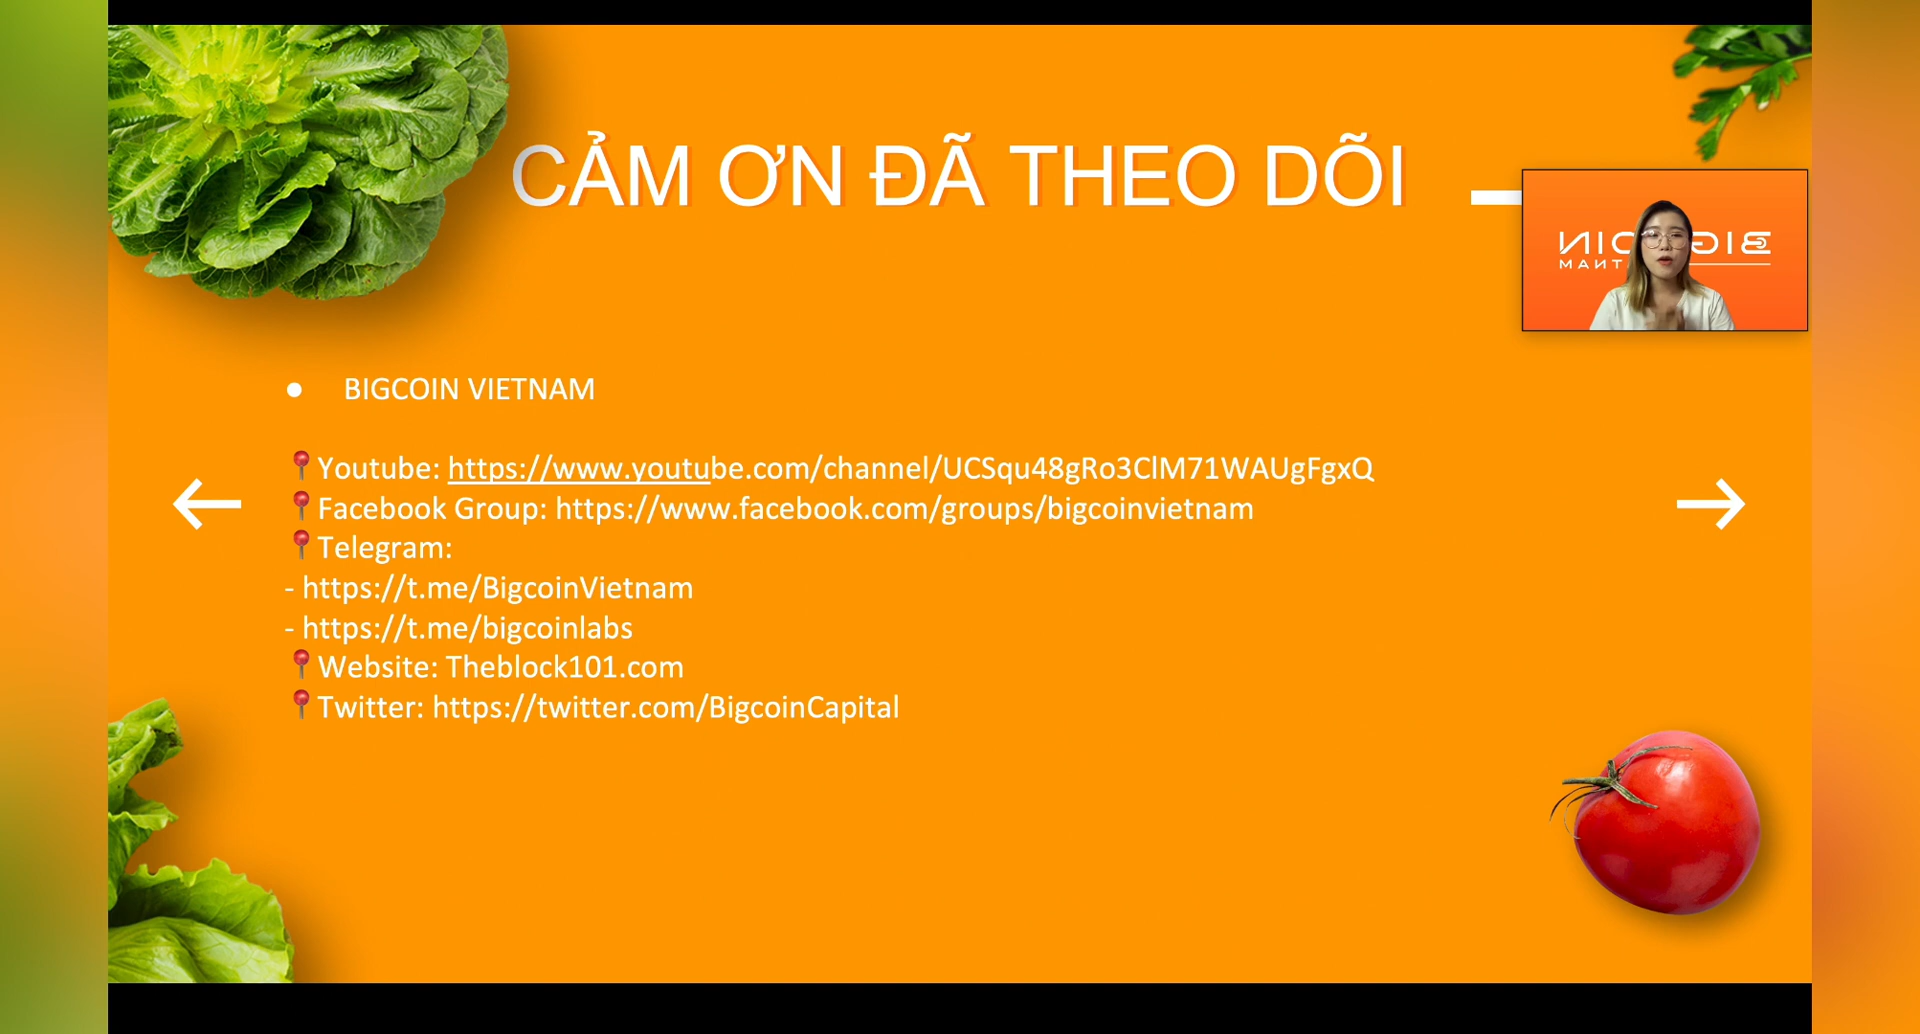 CẢM ƠN ĐÃ THEO DÕI
● BIGCOIN VIETNAM
📍Youtube: https://www.youtube.com/channel/UCSqu48gRo3ClM71WAUgFgxQ
📍Facebook Group: https://www.facebook.com/groups/bigcoinvietnam
📍Telegram:
- https://t.me/BigcoinVietnam
- https://t.me/bigcoinlabs
📍Website: Theblock101.com
📍Twitter: https://twitter.com/BigcoinCapital